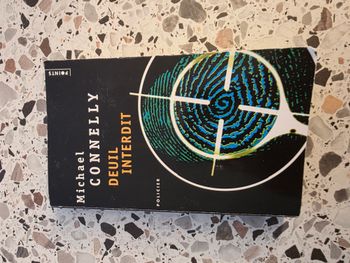 POINTS
Michael
CONNELLY
DEUIL
INTERDIT
POLICIER